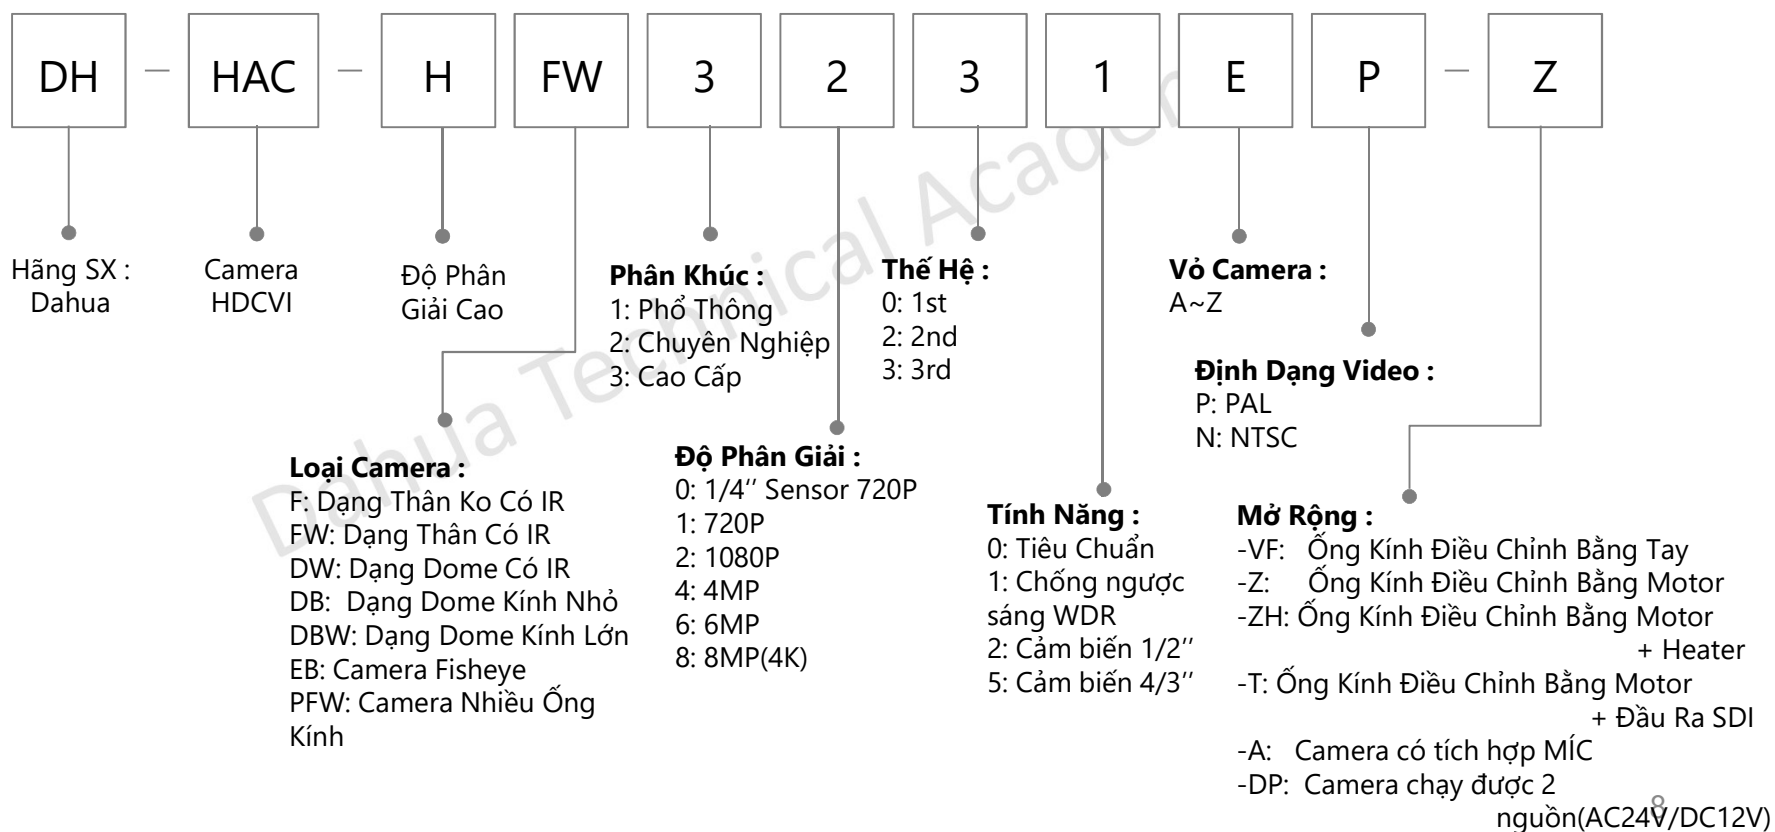 DH — HAC — H FW 3 2 3 1 E P — Z
Hãng SX :
Dahua
Camera
HDCVI
Độ Phân
Giải Cao
Phân Khúc :
1: Phổ Thông
2: Chuyên Nghiệp
3: Cao Cấp
Thế Hệ :
0: 1st
2: 2nd
3: 3rd
Vỏ Camera :
A~Z
Định Dạng Video :
P: PAL
N: NTSC
Loại Camera :
F: Dạng Thân Ko Có IR
FW: Dạng Thân Có IR
DW: Dạng Dome Có IR
DB: Dạng Dome Kính Nhỏ
DBW: Dạng Dome Kính Lớn
EB: Camera Fisheye
PFW: Camera Nhiều Ống
Kính
Độ Phân Giải :
0: 1/4’’ Sensor 720P
1: 720P
2: 1080P
4: 4MP
6: 6MP
8: 8MP(4K)
Tính Năng :
0: Tiêu Chuẩn
1: Chống ngược
sáng WDR
2: Cảm biến 1/2’’
5: Cảm biến 4/3’’
Mở Rộng :
-VF: Ống Kính Điều Chỉnh Bằng Tay
-Z: Ống Kính Điều Chỉnh Bằng Motor
-ZH: Ống Kính Điều Chỉnh Bằng Motor
+ Heater
-T: Ống Kính Điều Chỉnh Bằng Motor
+ Đầu Ra SDI
-A: Camera có tích hợp MÍC
-DP: Camera chạy được 2
nguồn(AC24V/DC12V)
8
Dahua Technical Academ